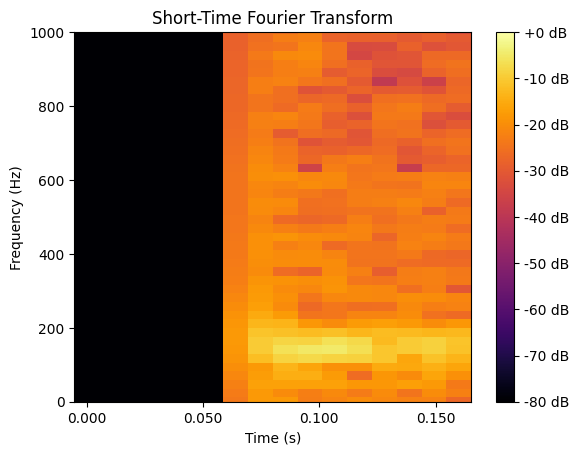 Short-Time Fourier Transform
1000
800
600
400
200
0
Frequency (Hz)
0.000
0.050
0.100
0.150
Time (s)
+0 dB
-10 dB
-20 dB
-30 dB
-40 dB
-50 dB
-60 dB
-70 dB
-80 dB